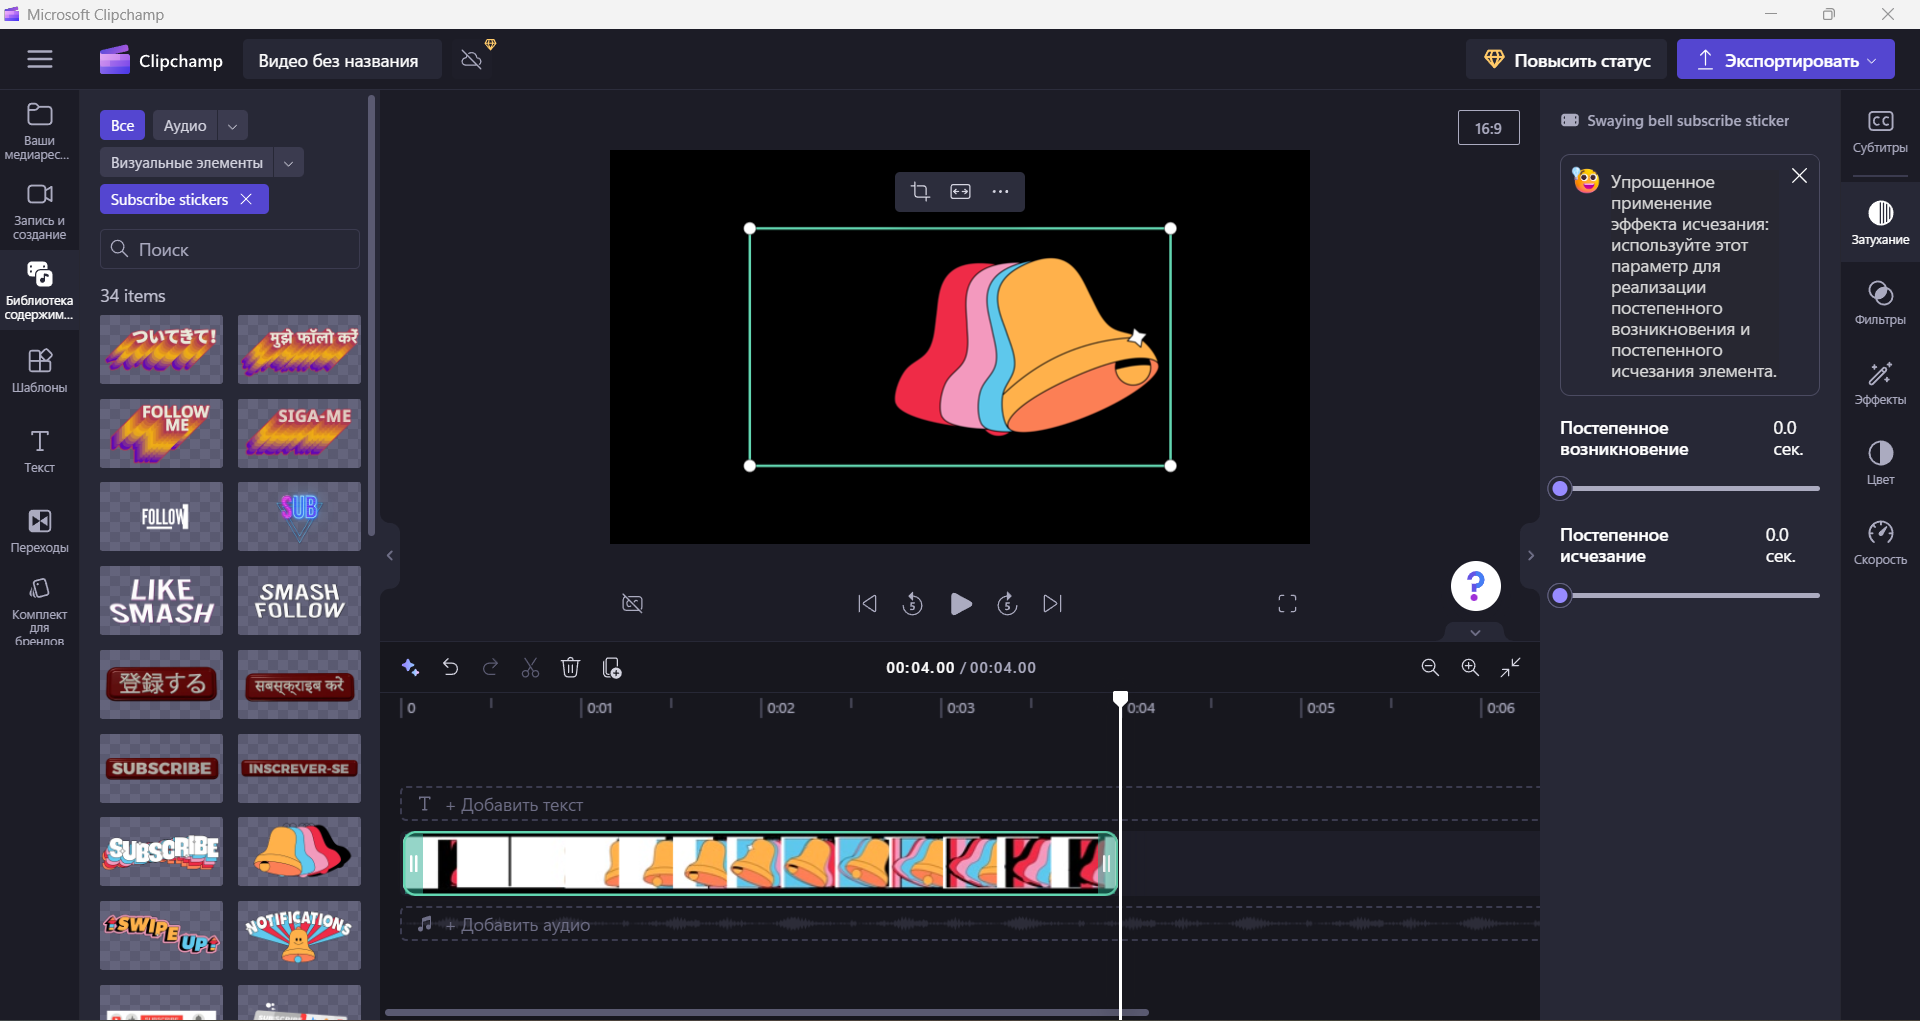 Microsoft Clipchamp
Clipchamp
Видео без названия
Повысить статус
Экспортировать
Ваши
медиарес...
Запись и
создание
Библиотека
содержим...
Шаблоны
Текст
Переходы
Комплект
для
брендов
Все
Аудио
Визуальные элементы
Subscribe stickers
Поиск
34 items
ついてきて!
मुझे फॉलो करें
FOLLOW
ME
SIGA-ME
FOLLOW
SUB
LIKE
SMASH
SMASH
FOLLOW
登録する
सबस्क्राइब करे
SUBSCRIBE
INSCREVER-SE
SUBSCRIBE
SWIPE UP
NOTIFICATIONS
16:9
5
5
?
00:04.00 / 00:04.00
0
0:01
0:02
0:03
0:04
0:05
0:06
T + Добавить текст
+ Добавить аудио
Swaying bell subscribe sticker
Упрощенное
применение
эффекта исчезания:
используйте этот
параметр для
реализации
постепенного
возникновения и
постепенного
исчезания элемента.
Постепенное
возникновение
0.0
сек.
Постепенное
исчезание
0.0
сек.
CC
Субтитры
Затухание
Фильтры
Эффекты
Цвет
Скорость